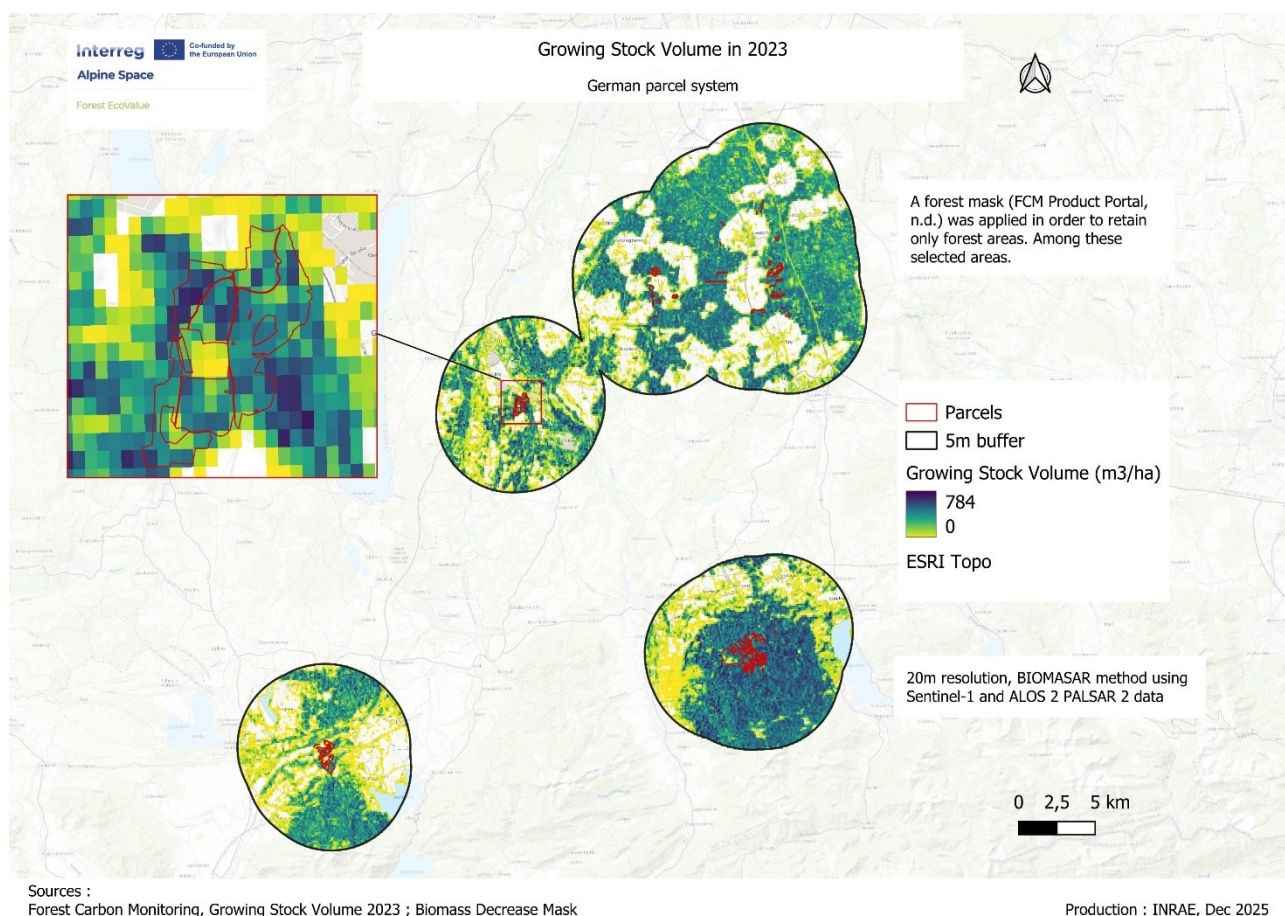 Interreg
Co-funded by
the European Union
Alpine Space
Forest EcoValue
Growing Stock Volume in 2023
German parcel system
A forest mask (FCM Product Portal,
n.d.) was applied in order to retain
only forest areas. Among these
selected areas.
Parcels
5m buffer
Growing Stock Volume (m3/ha)
784
0
ESRI Topo
20m resolution, BIOMASAR method using
Sentinel-1 and ALOS 2 PALSAR 2 data
0 2,5 5 km
Sources :
Forest Carbon Monitoring, Growing Stock Volume 2023 ; Biomass Decrease Mask
Production : INRAE, Dec 2025